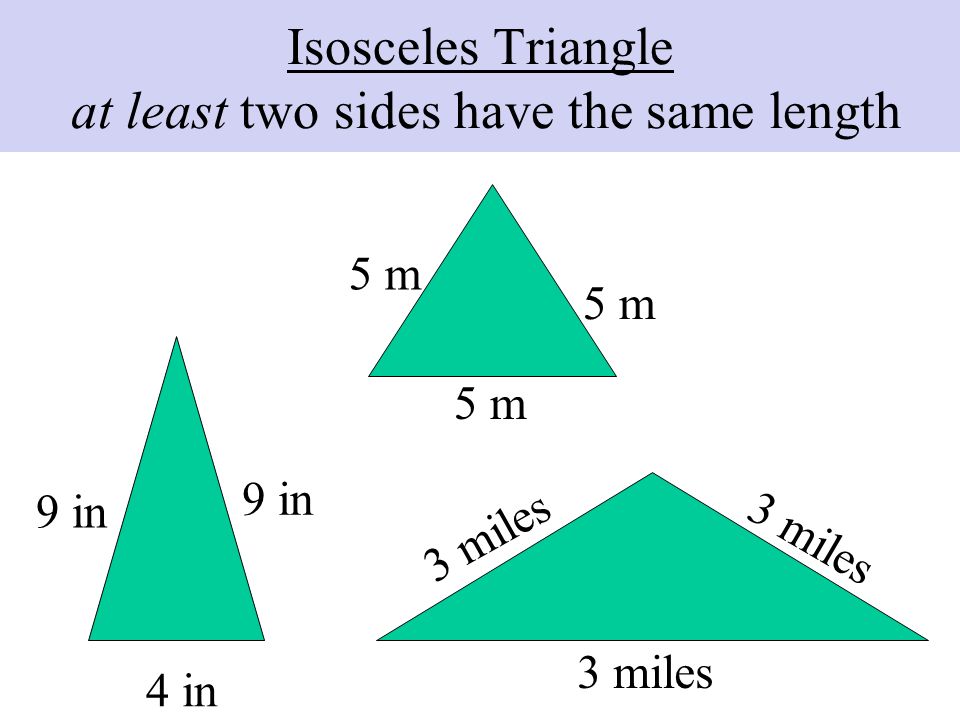 Isosceles Triangle
at least two sides have the same length
5 m
5 m
5 m
9 in
9 in
4 in
3 miles
3 miles
3 miles